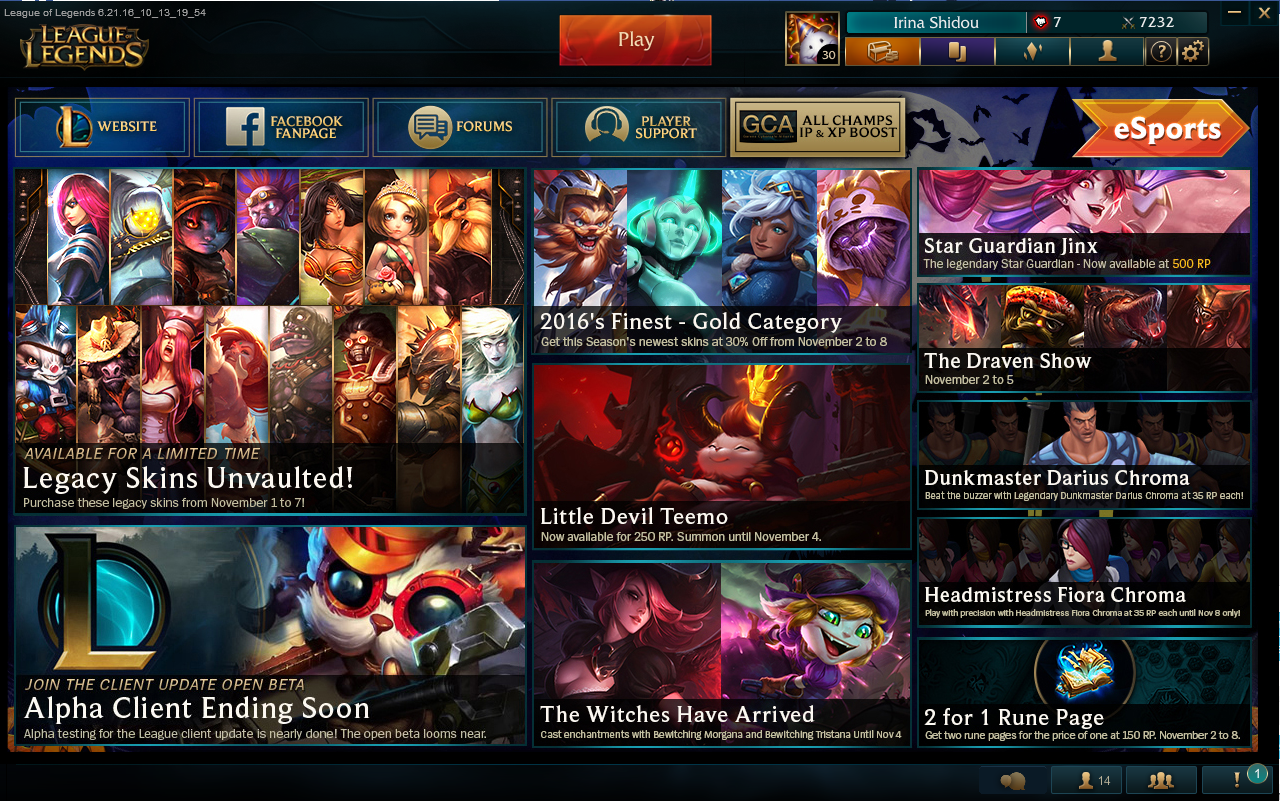 League of Legends 6.21.16_10_13_19_54
LEAGUE OF LEGENDS
Play
30
Irina Shidou
7
7232
?
WEBSITE
FACEBOOK FANPAGE
FORUMS
PLAYER SUPPORT
GCA
ALL CHAMPS
IP & XP BOOST
eSports
AVAILABLE FOR A LIMITED TIME
Legacy Skins Unvaulted!
Purchase these legacy skins from November 1 to 7!
JOIN THE CLIENT UPDATE OPEN BETA
Alpha Client Ending Soon
Alpha testing for the League client update is nearly done! The open beta looms near.
2016's Finest - Gold Category
Get this Season's newest skins at 30% Off from November 2 to 8
Little Devil Teemo
Now available for 250 RP. Summon until November 4.
The Witches Have Arrived
Cast enchantments with Bewitching Morgana and Bewitching Tristana Until Nov 4
Star Guardian Jinx
The legendary Star Guardian - Now available at 500 RP
The Draven Show
November 2 to 5
Dunkmaster Darius Chroma
Beat the buzzer with Legendary Dunkmaster Darius Chroma at 35 RP each!
Headmistress Fiora Chroma
Play with precision with Headmistress Fiora Chroma at 35 RP each until Nov 8 only!
2 for 1 Rune Page
Get two rune pages for the price of one at 150 RP. November 2 to 8.
14
!
1